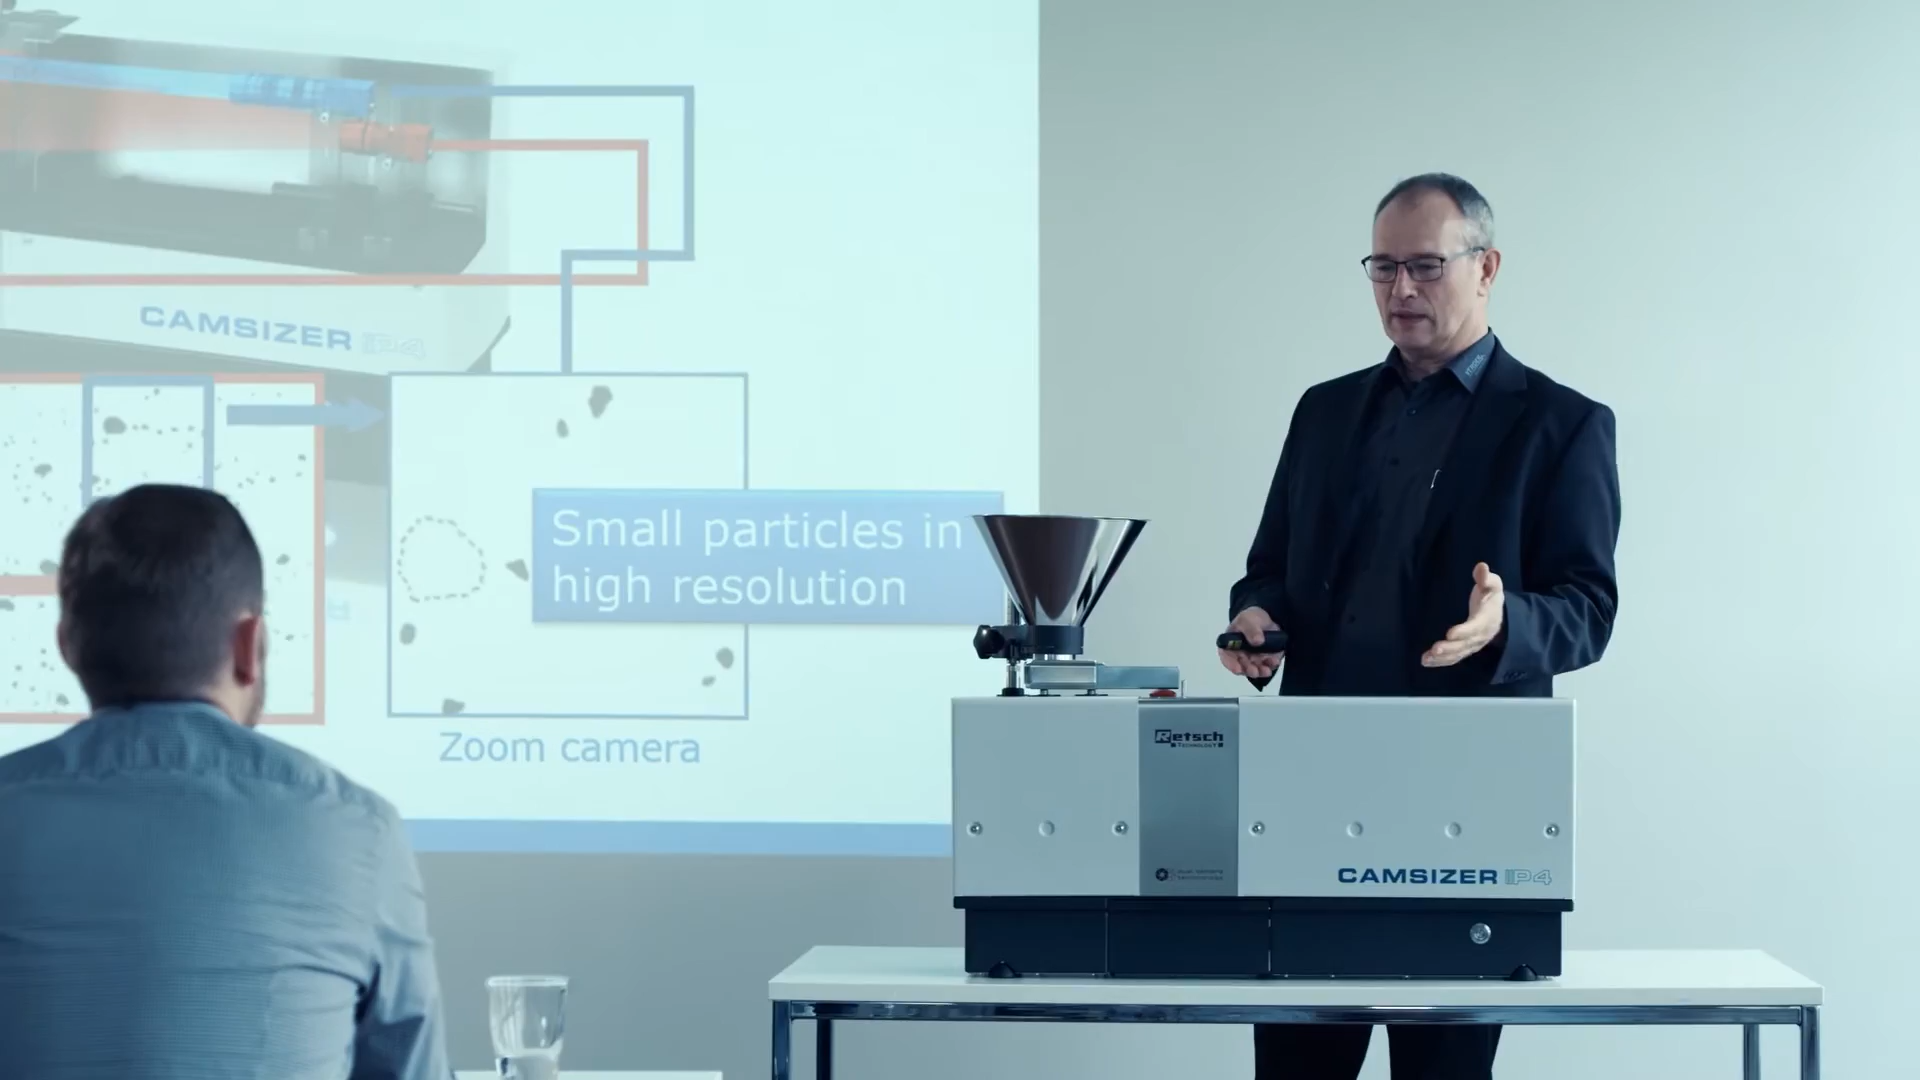 CAMSIZER P4
Small particles in
high resolution
Zoom camera
Retsch
TECHNOLOGY
CAMSIZER P4